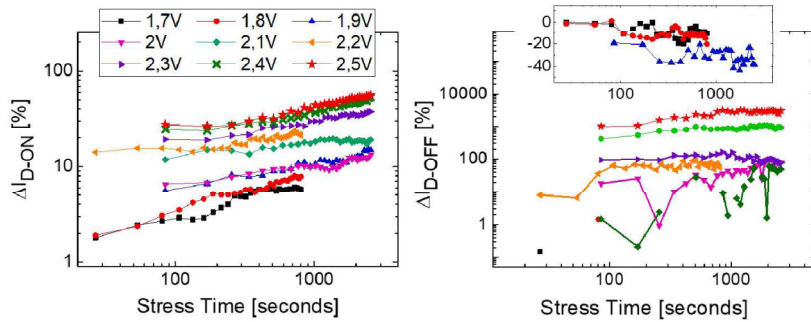 1,7V 1,8V 1,9V
2V 2,1V 2,2V
2,3V 2,4V 2,5V
100
10
1
ΔI D-ON [%]
100 1000
Stress Time [seconds]
0
-20
-40
100 1000
10000
100
1
ΔI D-OFF [%]
100 1000
Stress Time [seconds]